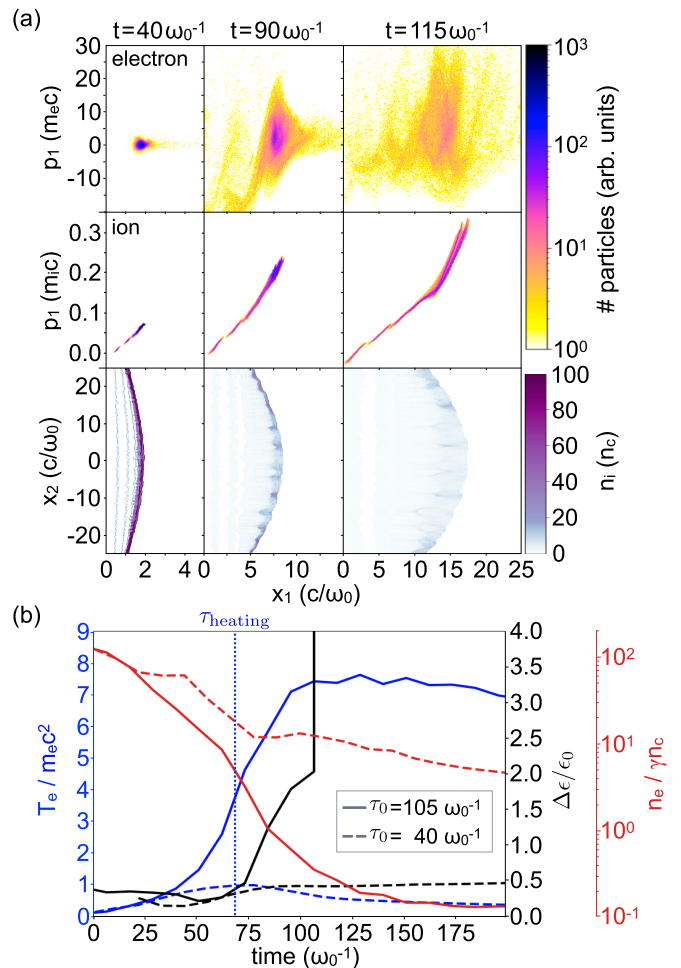 (a)
t=40ω₀⁻¹ t=90ω₀⁻¹ t=115ω₀⁻¹
electron
p₁ (mₑc)
30
20
10
0
-10
ion
p₁ (mᵢc)
0.3
0.2
0.1
0.0
x₂ (c/ω₀)
20
10
0
-10
-20
0 2 4 0 5 10 0 5 10 15 20 25
x₁ (c/ω₀)
10³
10²
10¹
10⁰
# particles (arb. units)
100
80
60
40
20
0
nᵢ (n_c)
(b)
τ_heating
Tₑ / mₑc²
9
8
7
6
5
4
3
2
1
0
4.0
3.5
3.0
2.5
2.0
1.5
1.0
0.5
0.0
Δϵ/ϵ₀
10²
10¹
10⁰
10⁻¹
nₑ / γn_c
τ₀=105 ω₀⁻¹
τ₀= 40 ω₀⁻¹
0 25 50 75 100 125 150 175
time (ω₀⁻¹)